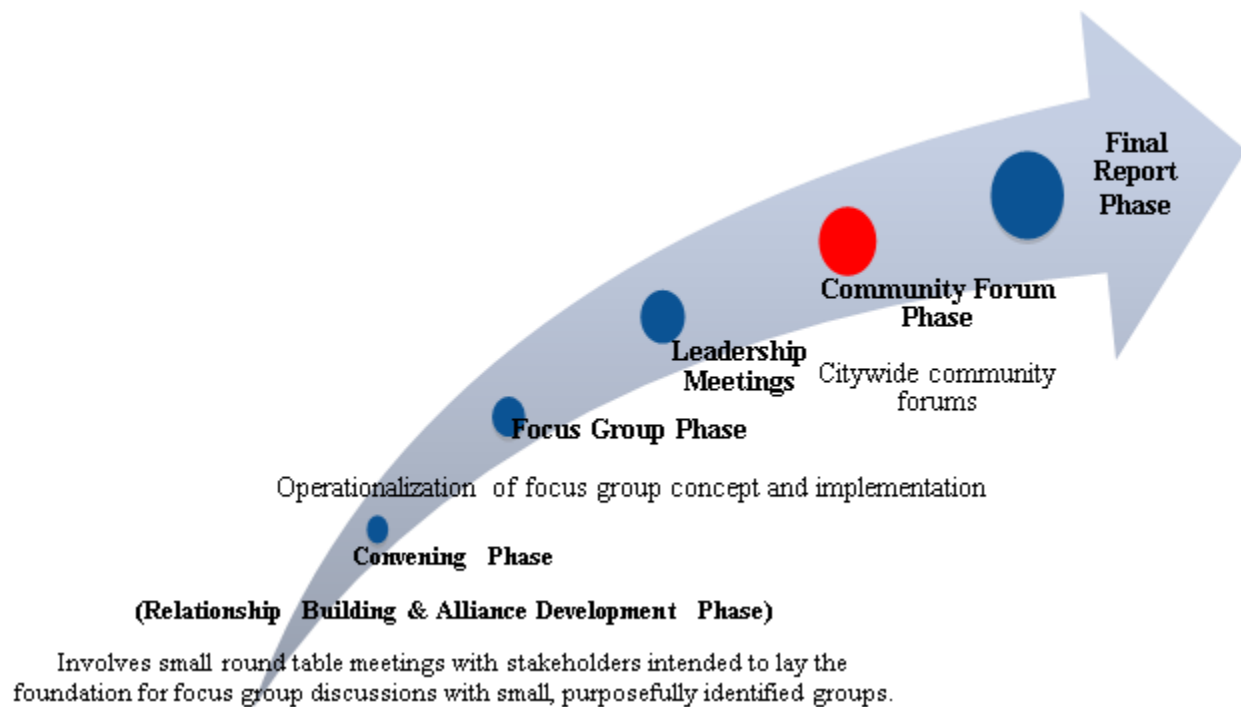 Final
Report
Phase
Community Forum
Phase
Citywide community
forums
Leadership
Meetings
Focus Group Phase
Operationalization of focus group concept and implementation
Convening Phase
(Relationship Building & Alliance Development Phase)
Involves small round table meetings with stakeholders intended to lay the
foundation for focus group discussions with small, purposefully identified groups.